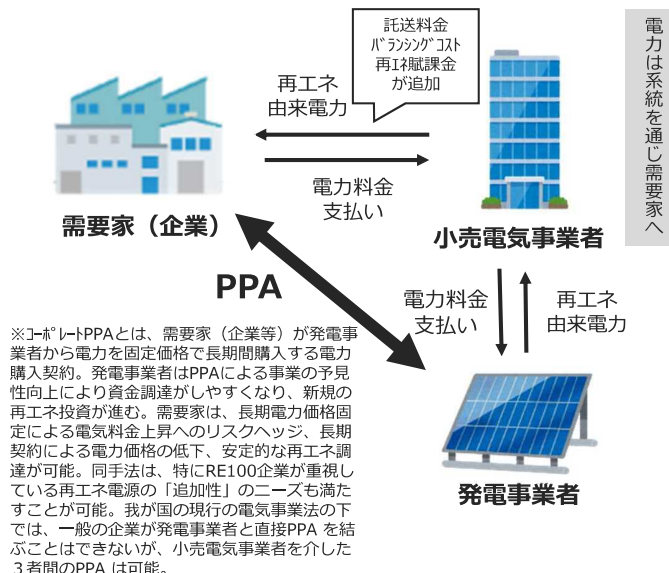 託送料金
ﾊﾞﾗﾝｼﾝｸﾞｺｽﾄ
再ｴﾈ賦課金
が追加
電力は系統を通じ需要家へ
再エネ
由来電力
電力料金
支払い
需要家（企業）
小売電気事業者
PPA
電力料金
支払い
再エネ
由来電力
発電事業者
※ｺｰﾎﾟﾚｰﾄPPAとは、需要家（企業等）が発電事
業者から電力を固定価格で長期間購入する電力
購入契約。発電事業者はPPAによる事業の予見
性向上により資金調達がしやすくなり、新規の
再エネ投資が進む。需要家は、長期電力価格固
定による電気料金上昇へのリスクヘッジ、長期
契約による電力価格の低下、安定的な再エネ調
達が可能。同手法は、特にRE100企業が重視し
ている再エネ電源の「追加性」のニーズも満た
すことが可能。我が国の現行の電気事業法の下
では、一般の企業が発電事業者と直接PPA を結
ぶことはできないが、小売電気事業者を介した
３者間のPPA は可能。